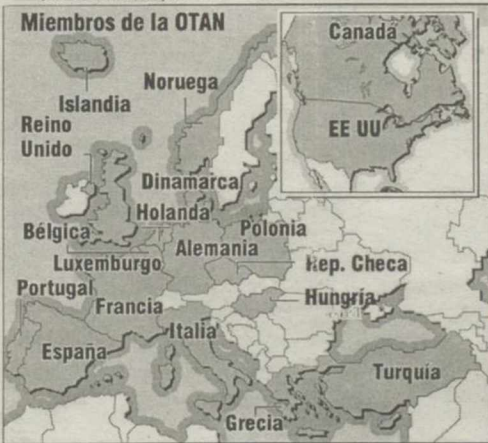 Miembros de la OTAN
Canadá
EE UU
Noruega
Islandia
Reino
Unido
Dinamarca
Holanda
Bélgica
Polonia
Alemania
Luxemburgo
Rep. Checa
Portugal
Hungría
Francia
Italia
España
Turquía
Grecia